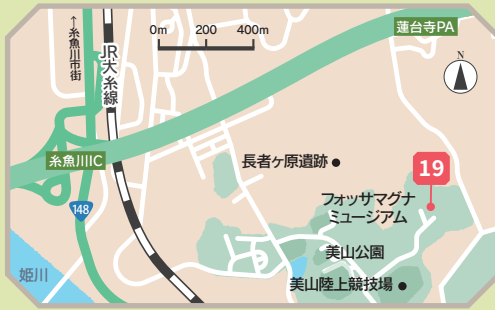 0m 200 400m
蓮台寺PA
←糸魚川市街
JR大糸線
N
糸魚川IC
長者ヶ原遺跡
19
148
フォッサマグナ
ミュージアム
美山公園
姫川
美山陸上競技場